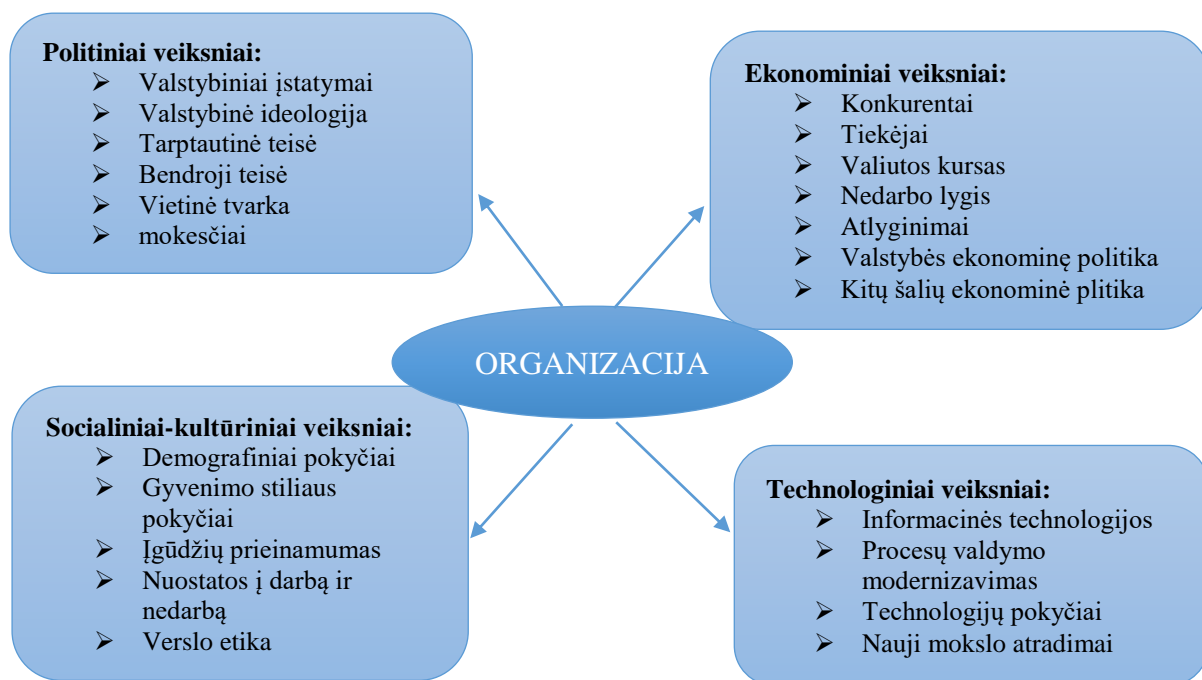 Politiniai veiksniai:
➢ Valstybiniai įstatymai
➢ Valstybinė ideologija
➢ Tarptautinė teisė
➢ Bendroji teisė
➢ Vietinė tvarka
➢ mokesčiai
Ekonominiai veiksniai:
➢ Konkurentai
➢ Tiekėjai
➢ Valiutos kursas
➢ Nedarbo lygis
➢ Atlyginimai
➢ Valstybės ekonominę politika
➢ Kitų šalių ekonominė plitika
ORGANIZACIJA
Socialiniai-kultūriniai veiksniai:
➢ Demografiniai pokyčiai
➢ Gyvenimo stiliaus
pokyčiai
➢ Įgūdžių prieinamumas
➢ Nuostatos į darbą ir
nedarbą
➢ Verslo etika
Technologiniai veiksniai:
➢ Informacinės technologijos
➢ Procesų valdymo
modernizavimas
➢ Technologijų pokyčiai
➢ Nauji mokslo atradimai